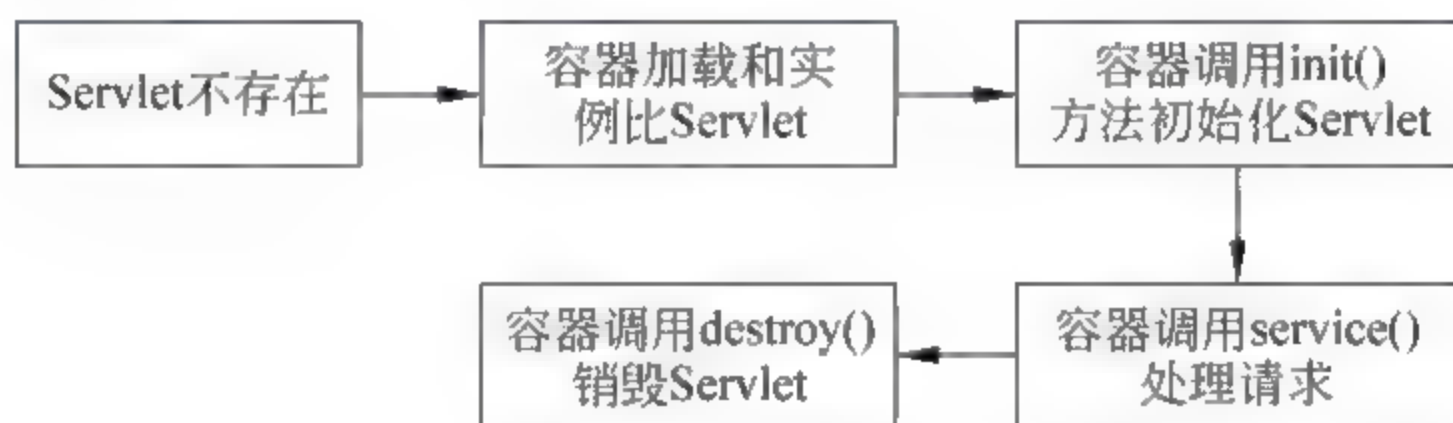 Servlet不存在
容器加载和实
例比Servlet
容器调用init()
方法初始化Servlet
容器调用destroy()
销毁Servlet
容器调用service()
处理请求